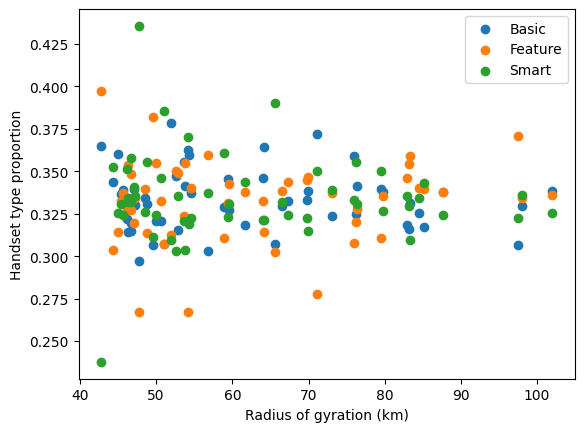 Basic
Feature
Smart
Handset type proportion
0.425
0.400
0.375
0.350
0.325
0.300
0.275
0.250
40 50 60 70 80 90 100
Radius of gyration (km)